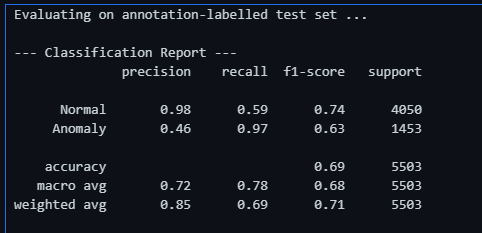 Evaluating on annotation-labelled test set ...
--- Classification Report ---
precision recall f1-score support
Normal 0.98 0.59 0.74 4050
Anomaly 0.46 0.97 0.63 1453
accuracy 0.69 5503
macro avg 0.72 0.78 0.68 5503
weighted avg 0.85 0.69 0.71 5503